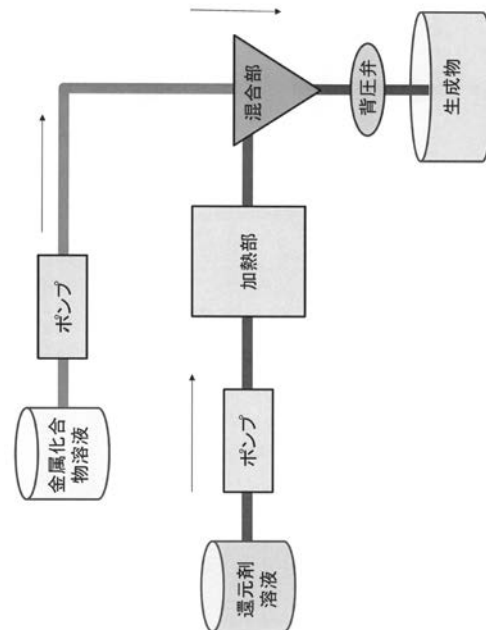 金属化合
物溶液
ポンプ
還元剤
溶液
ポンプ
加熱部
混合部
背圧弁
生成物